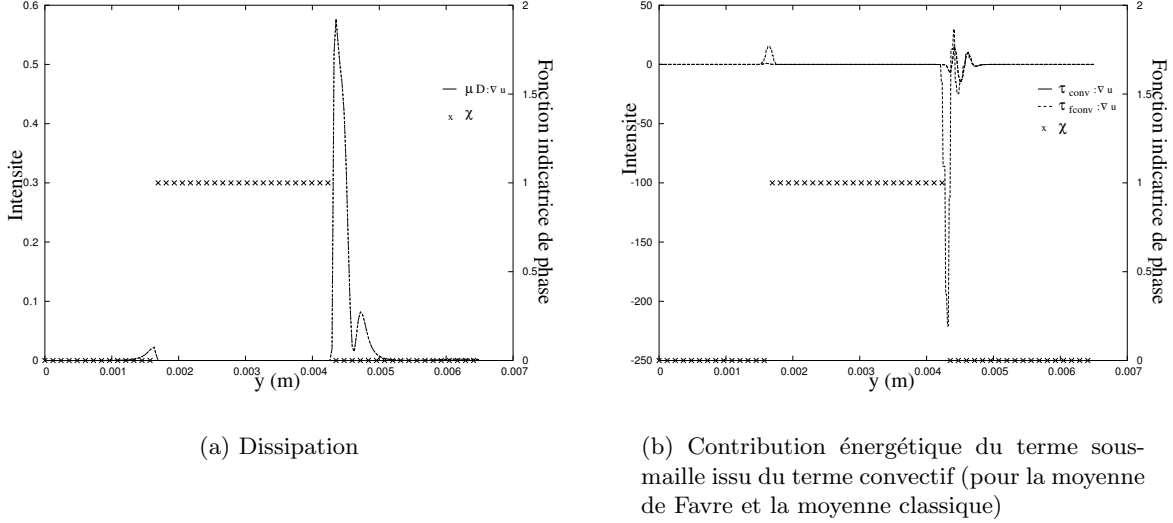 0.6
0.5
0.4
0.3
0.2
0.1
0
0
0.001
0.002
0.003
0.004
0.005
0.006
0.007
2
1.5
1
0.5
0
Intensite
y (m)
Fonction indicatrice de phase
μ D:∇ u
x χ
(a) Dissipation
50
0
-50
-100
-150
-200
-250
0
0.001
0.002
0.003
0.004
0.005
0.006
0.007
2
1.5
1
0.5
0
Intensite
y (m)
Fonction indicatrice de phase
τ conv :∇ u
τ fconv :∇ u
x χ
(b) Contribution énergétique du terme sous-
maille issu du terme convectif (pour la moyenne
de Favre et la moyenne classique)